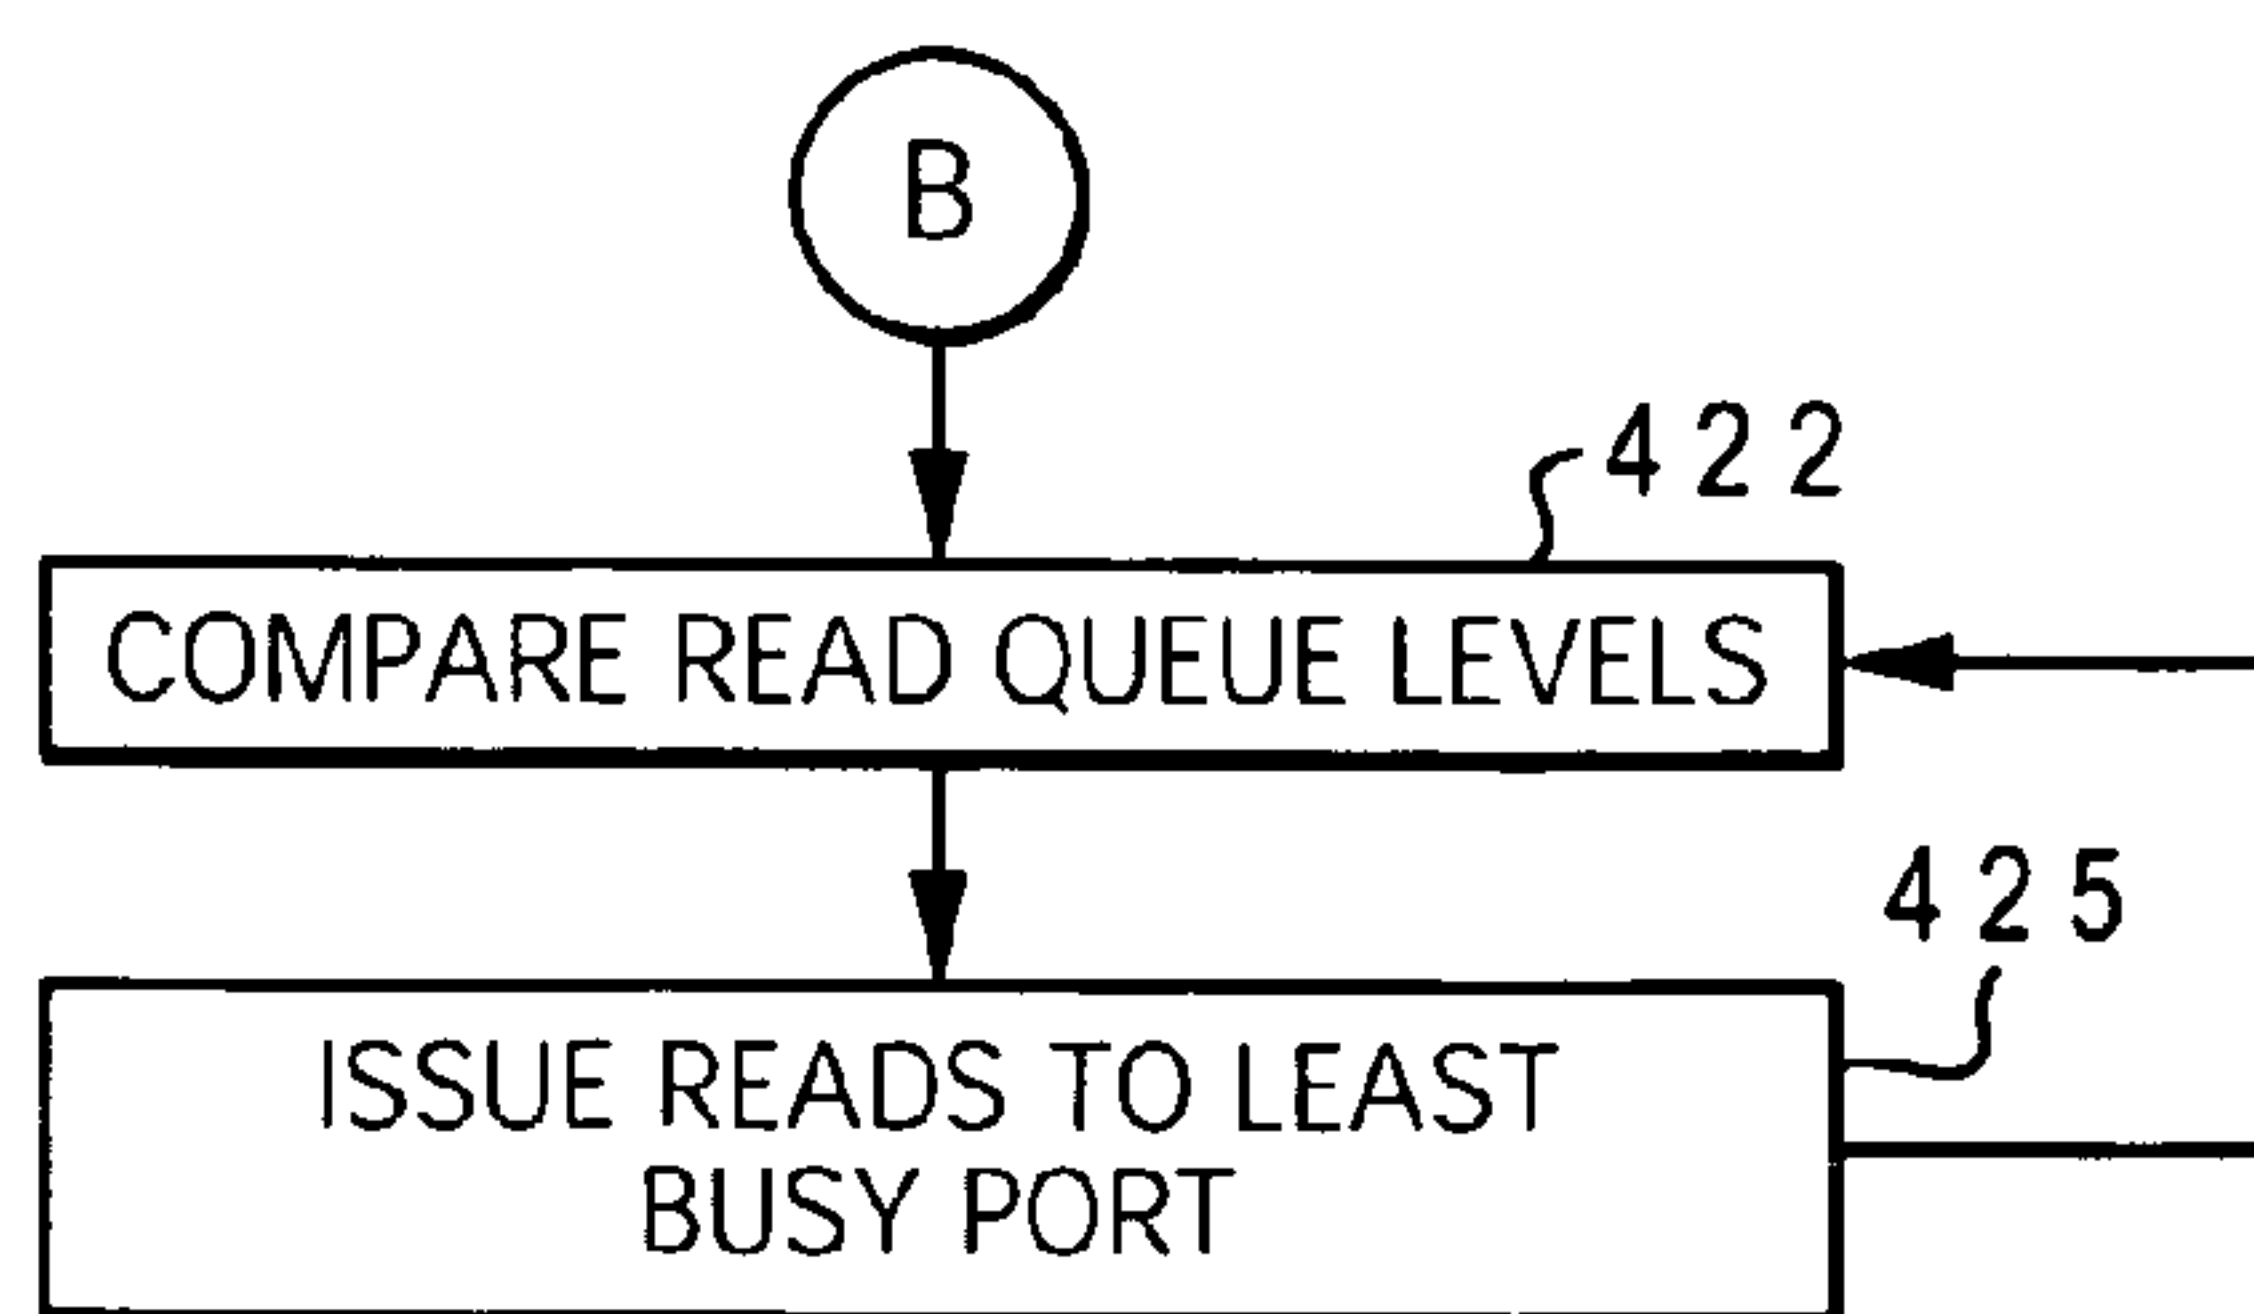 B
422
COMPARE READ QUEUE LEVELS
425
ISSUE READS TO LEAST
BUSY PORT